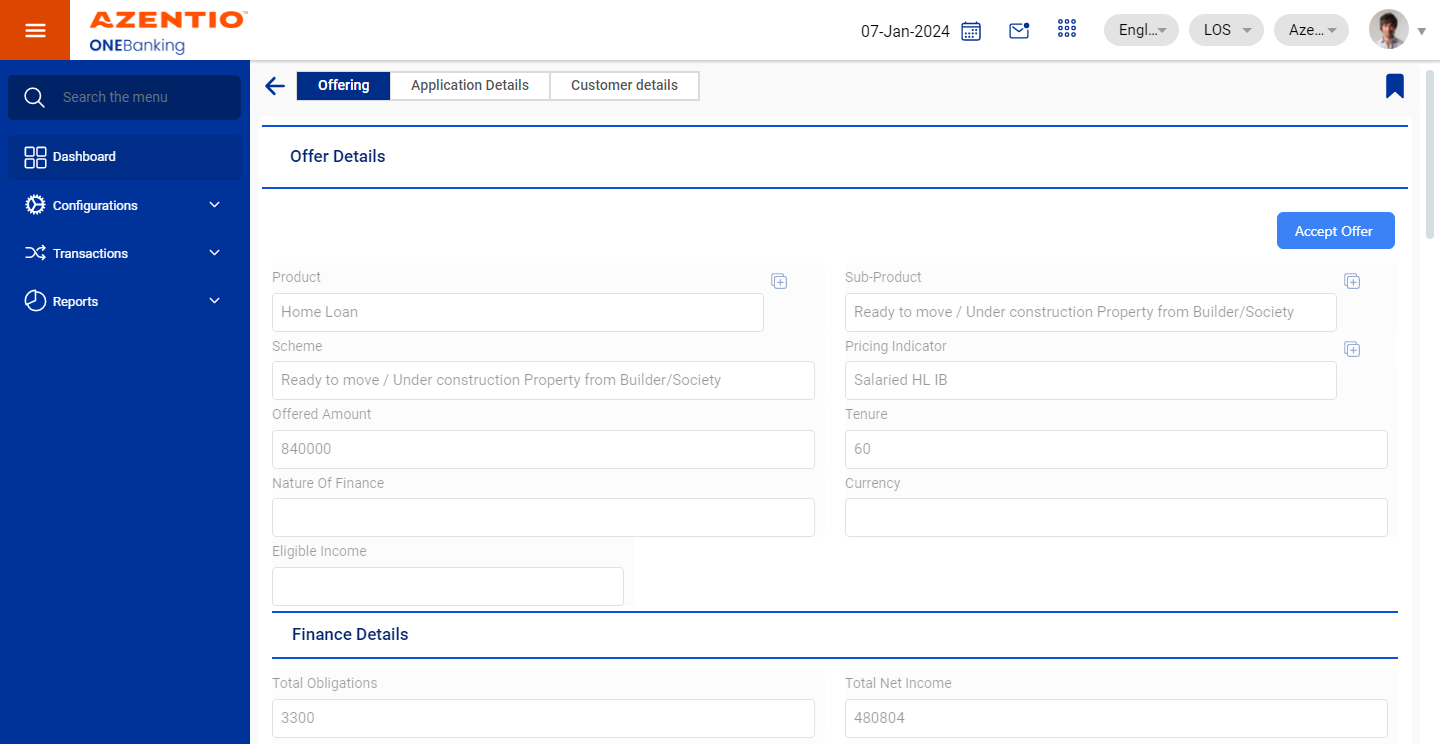 AZENTIO™
ONEBanking
07-Jan-2024
Engl...
LOS
Aze...
Search the menu
Dashboard
Configurations
Transactions
Reports
Offering
Application Details
Customer details
Offer Details
Accept Offer
Product
Sub-Product
Home Loan
Ready to move / Under construction Property from Builder/Society
Scheme
Pricing Indicator
Ready to move / Under construction Property from Builder/Society
Salaried HL IB
Offered Amount
Tenure
840000
60
Nature Of Finance
Currency
Eligible Income
Finance Details
Total Obligations
Total Net Income
3300
480804